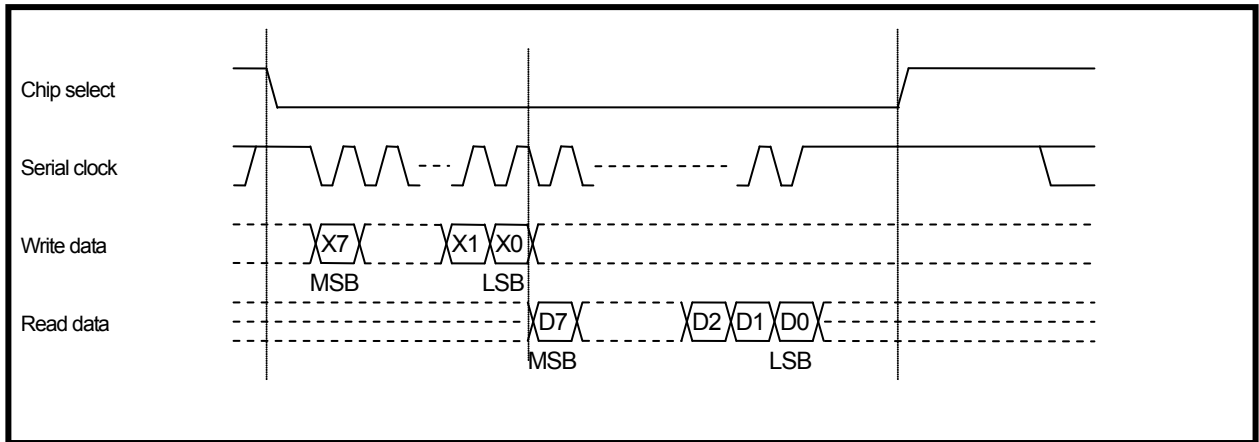 Chip select
Serial clock
Write data
X7 X1 X0
MSB LSB
Read data
D7 D2 D1 D0
MSB LSB